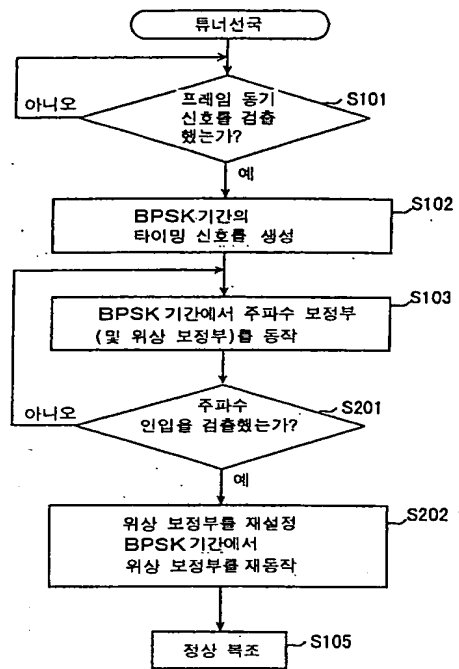 튜너선국
프레임 동기
신호를 검출
했는가?
S101
아니오
예
BPSK 기간의
타이밍 신호를 생성
S102
BPSK 기간에서 주파수 보정부
(및 위상 보정부)를 동작
S103
주파수
인입을 검출했는가?
S201
아니오
예
위상 보정부를 재설정
BPSK 기간에서
위상 보정부를 재동작
S202
정상 복조
S105